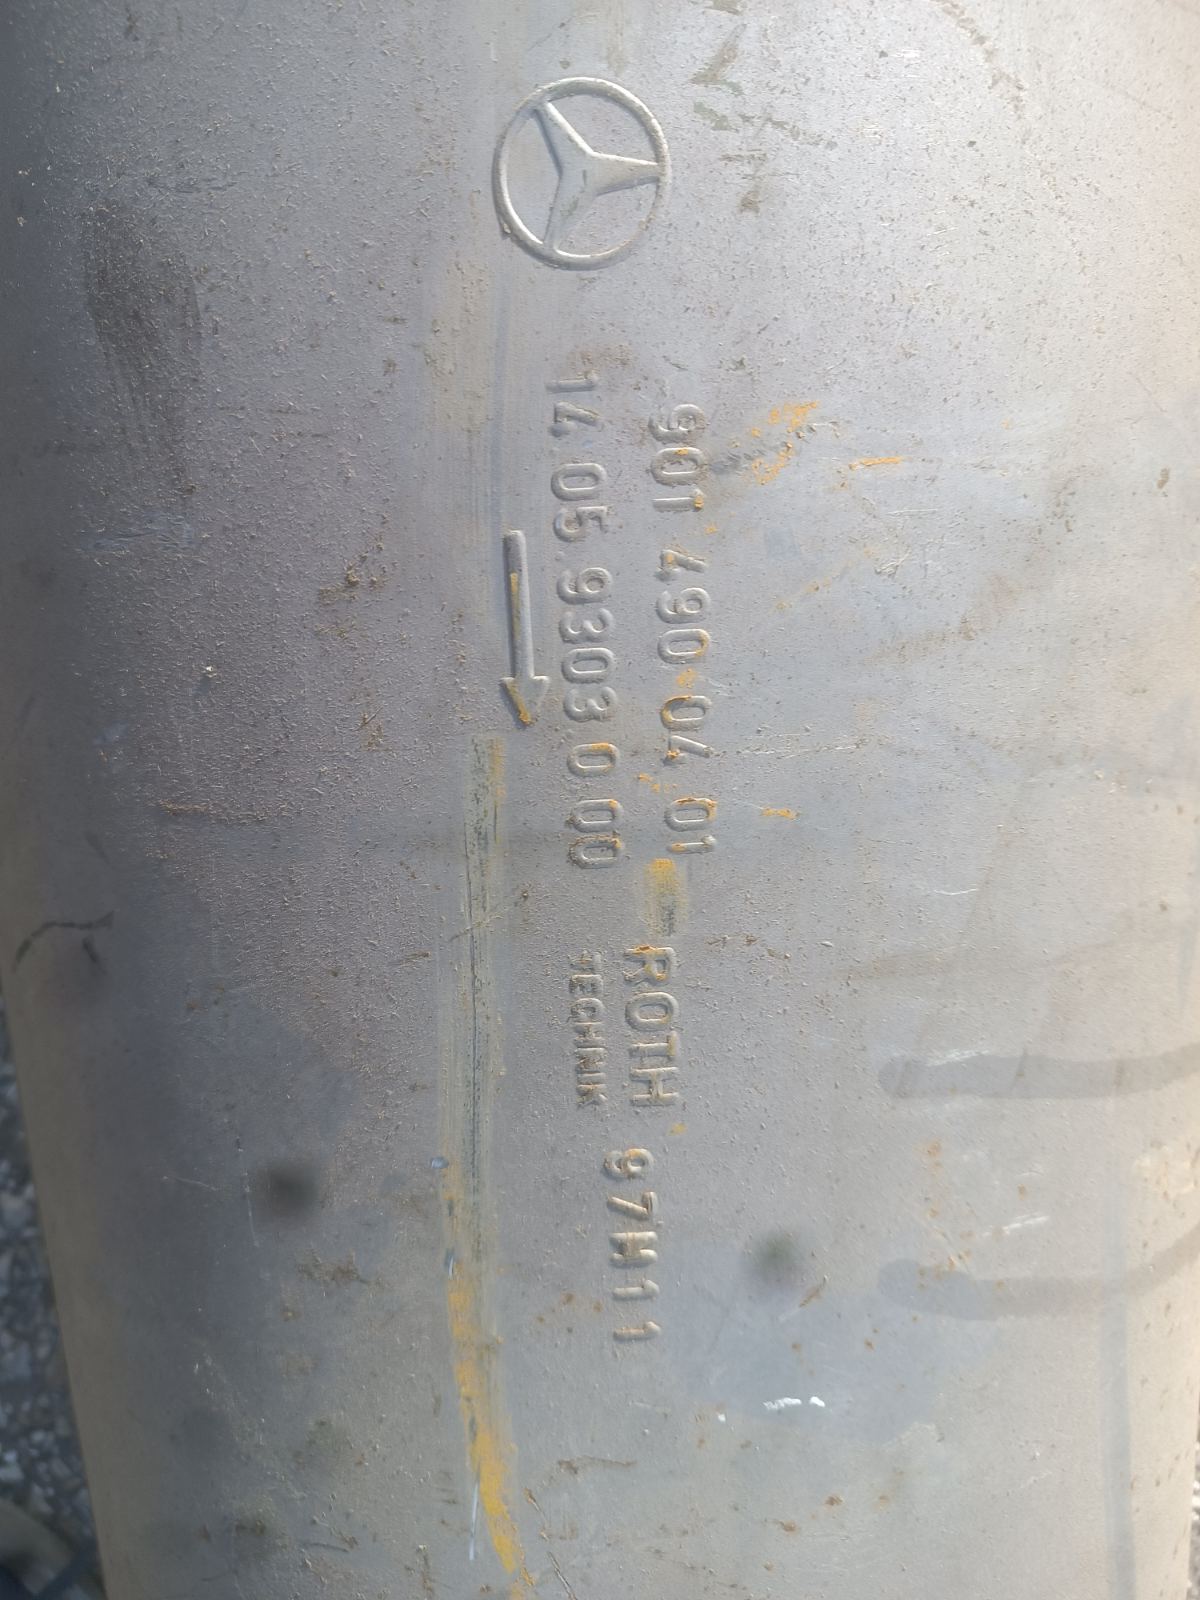 901 490 04 01
14.05.9303.0.00
ROTH
TECHNIK
97H11